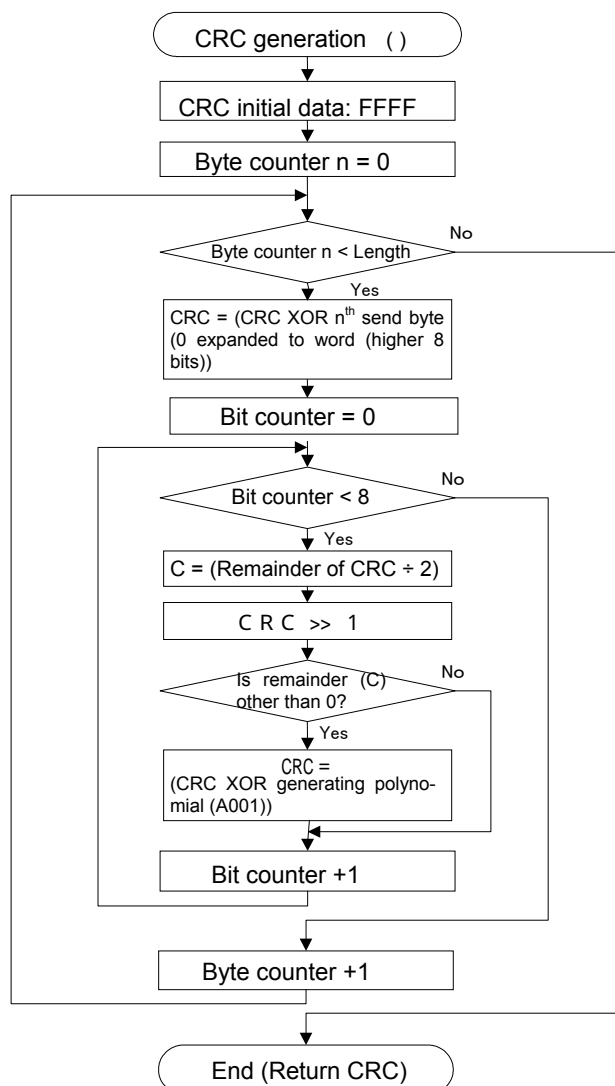 CRC generation ()
CRC initial data: FFFF
Byte counter n = 0
Byte counter n < Length
No
Yes
CRC = (CRC XOR nth send byte
(0 expanded to word (higher 8
bits))
Bit counter = 0
Bit counter < 8
No
Yes
C = (Remainder of CRC ÷ 2)
CRC >> 1
Is remainder (C)
other than 0?
No
Yes
CRC =
(CRC XOR generating polyno-
mial (A001))
Bit counter +1
Byte counter +1
End (Return CRC)